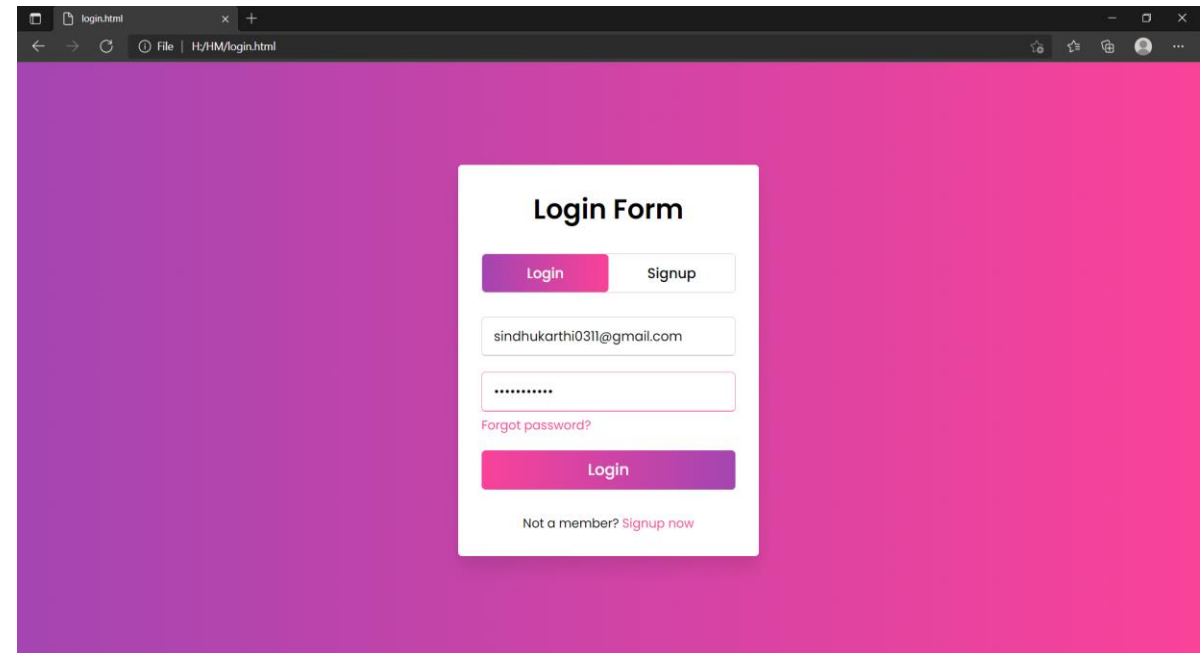 login.html
File | H:/HM/login.html
Login Form
Login Signup
sindhukarthi0311@gmail.com
•••••••••••
Forgot password?
Login
Not a member? Signup now